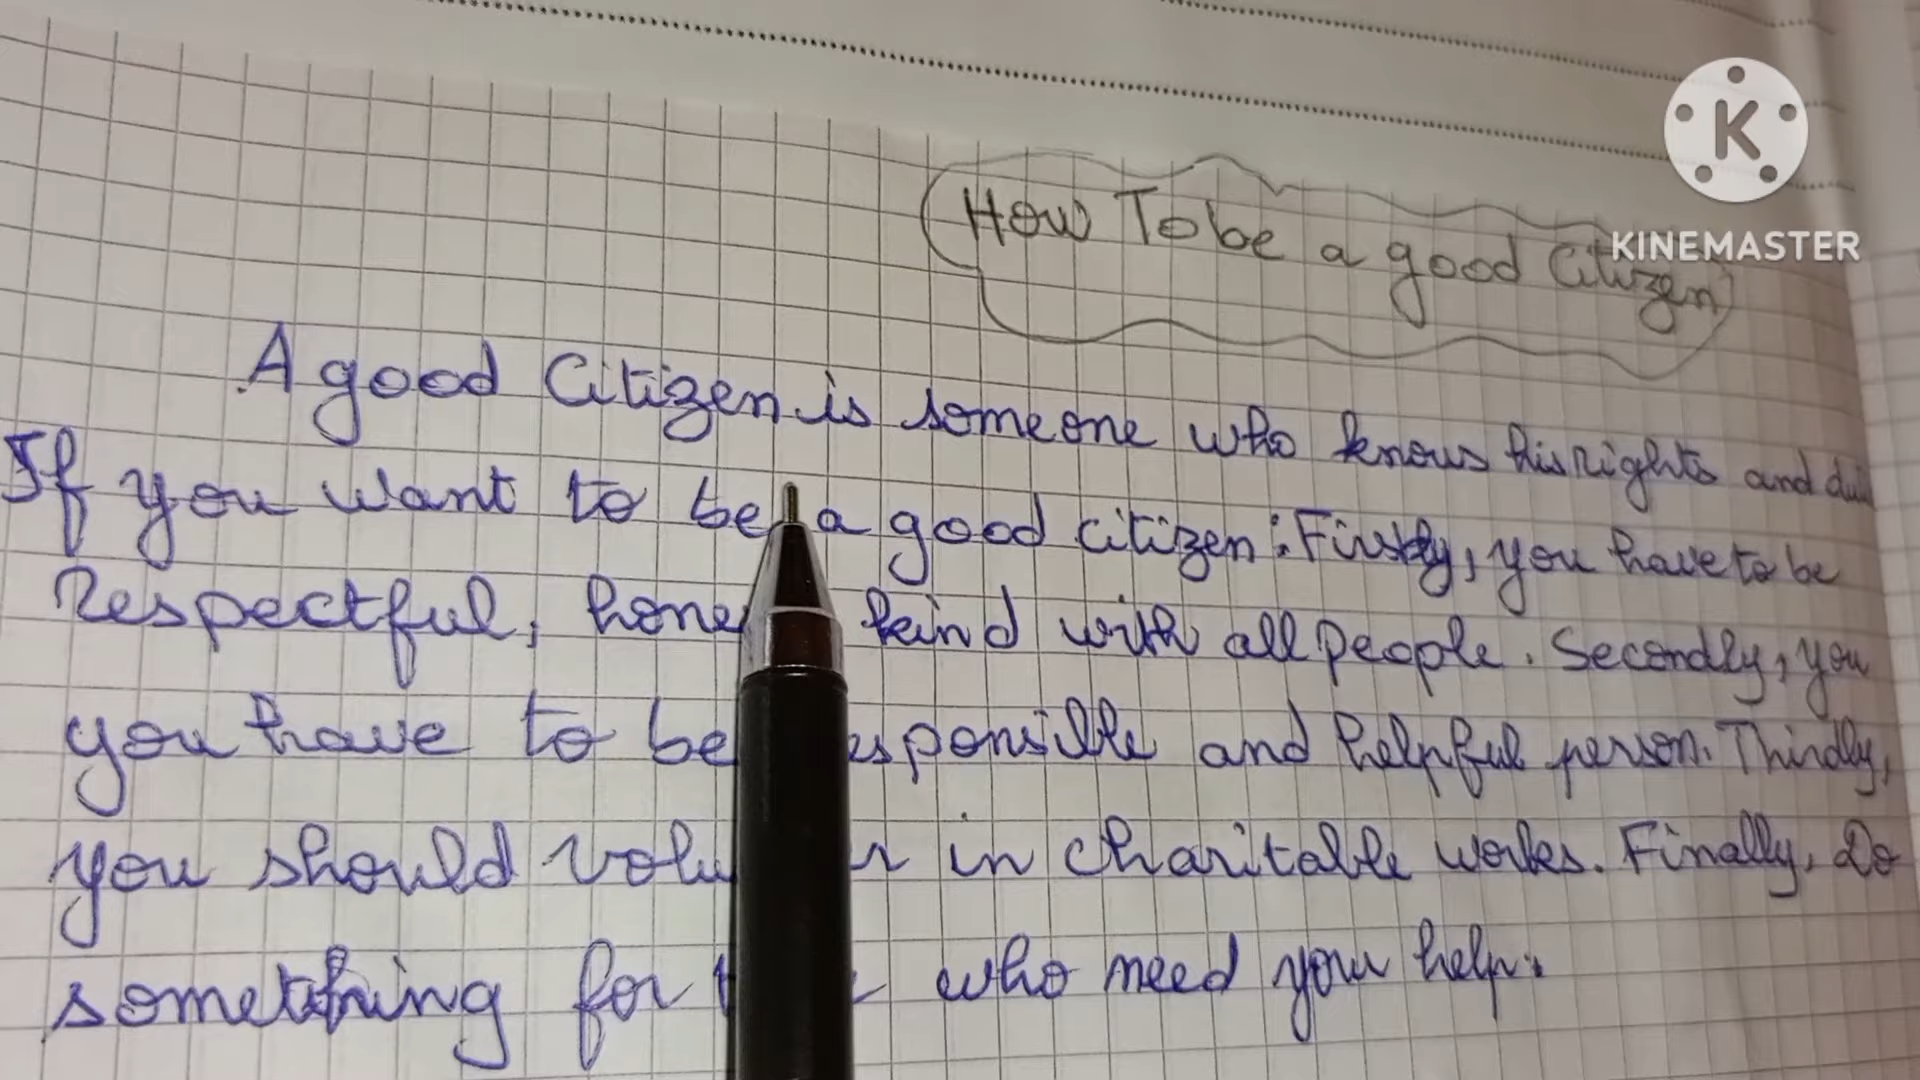 K
KINEMASTER
How To be a good Citizen
A good Citizen is someone who knows his rights and
If you want to be a good citizen : Firstly, you have to be
Respectful, kind with all people. Secondly, you
you have to be and helpful person. Thirdly,
you should in charitable works. Finally, Do
something for who need you help.